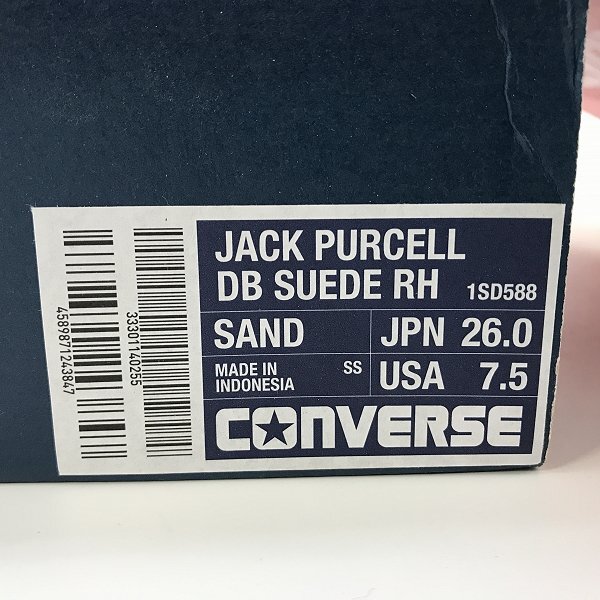 4589871243847
33301140255
JACK PURCELL
DB SUEDE RH 1SD588
SAND JPN 26.0
MADE IN
INDONESIA SS USA 7.5
CONVERSE